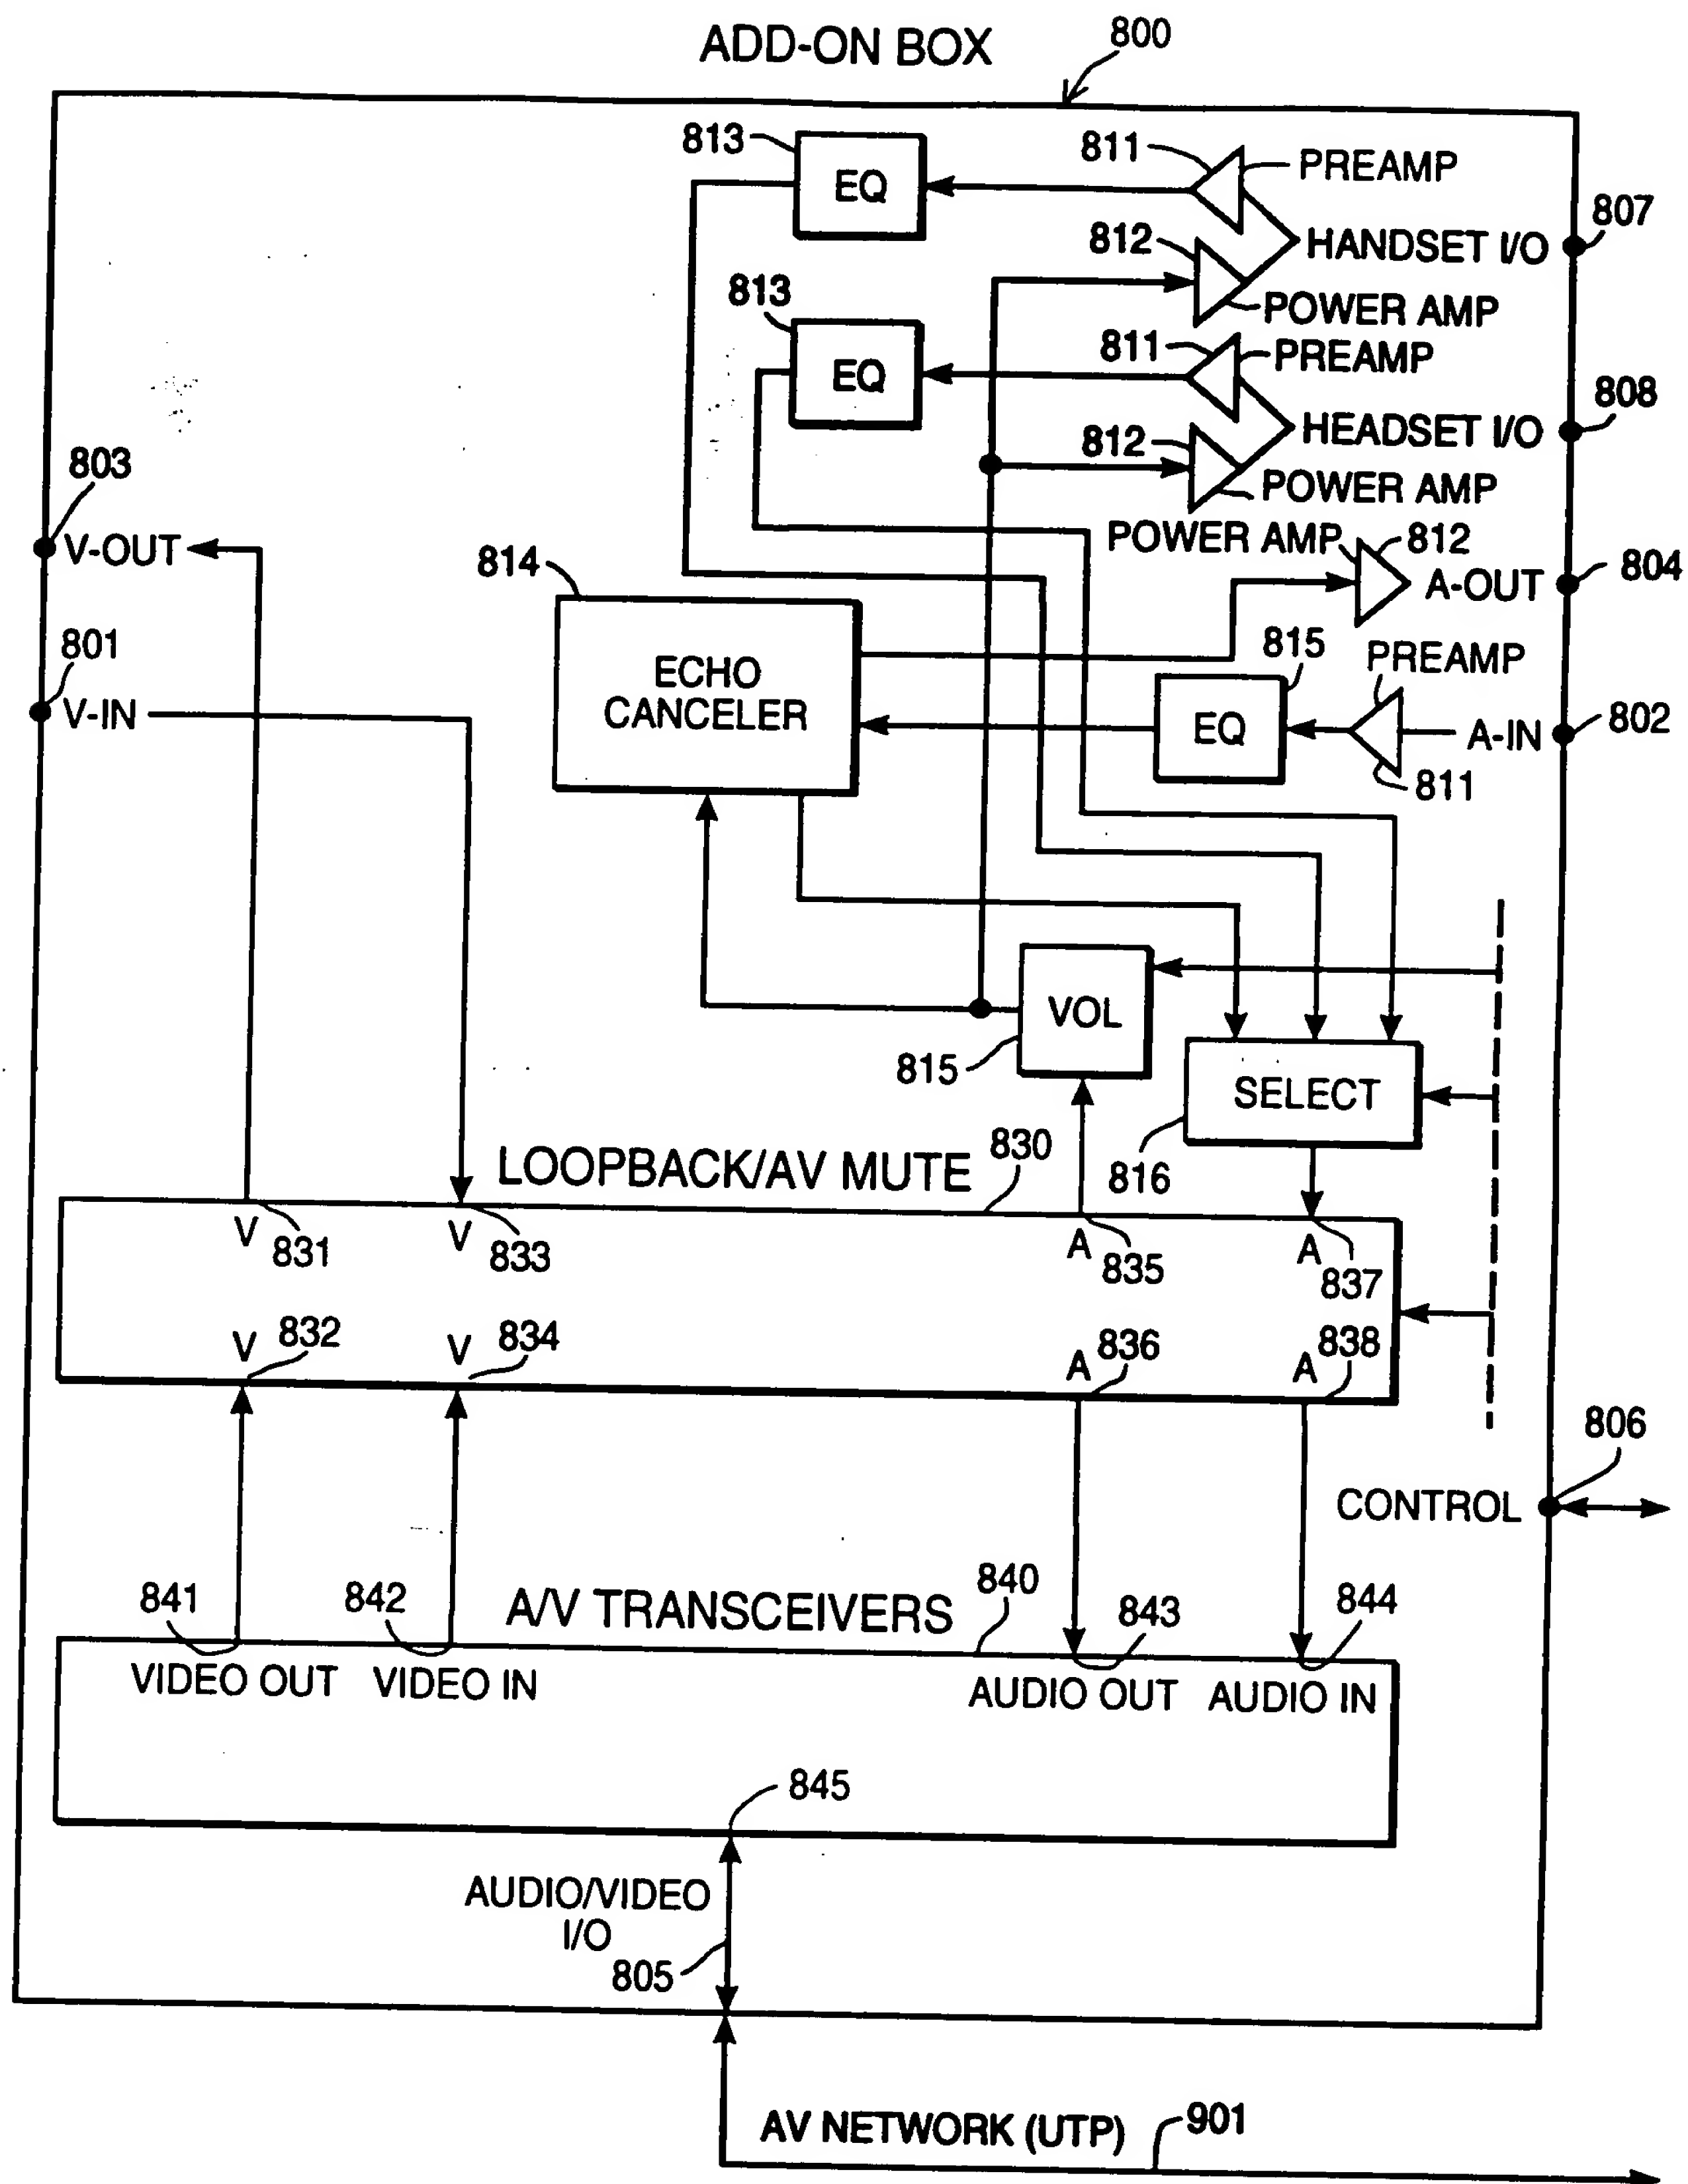 ADD-ON BOX
800
813
EQ
811
PREAMP
807
812
HANDSET I/O
POWER AMP
813
EQ
811
PREAMP
808
812
HEADSET I/O
POWER AMP
803
V-OUT
POWER AMP
812
A-OUT
804
814
ECHO
CANCELER
801
V-IN
815
EQ
PREAMP
A-IN
802
811
VOL
815
SELECT
816
LOOPBACK/AV MUTE
830
V
831
V
833
A
835
A
837
V
832
V
834
A
836
A
838
806
CONTROL
841
842
A/V TRANSCEIVERS
840
843
844
VIDEO OUT
VIDEO IN
AUDIO OUT
AUDIO IN
845
AUDIO/VIDEO
I/O
805
AV NETWORK (UTP)
901